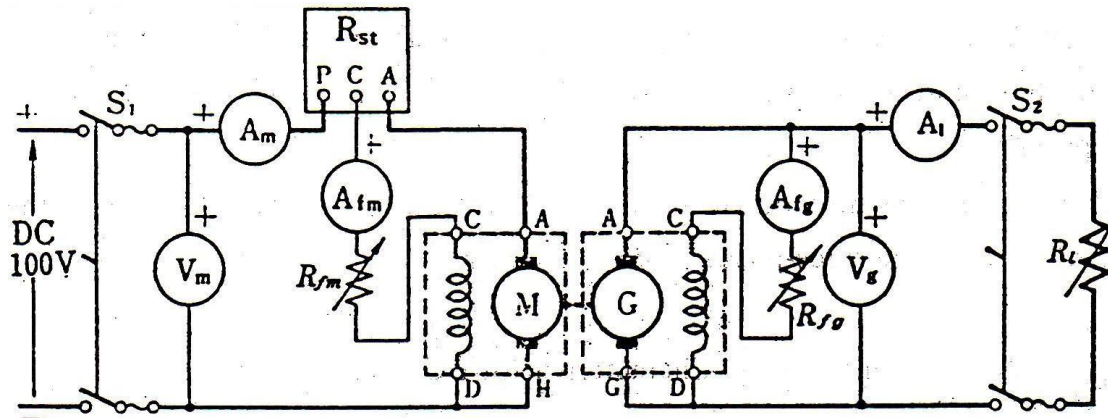 Rst
P C A
S1
+
+
Am
+
Afm
+
Vm
DC
100V
Rfm
C
A
M
D
H
A
C
G
G
D
+
Afg
Rfg
+
Vg
+
Al
S2
Rl